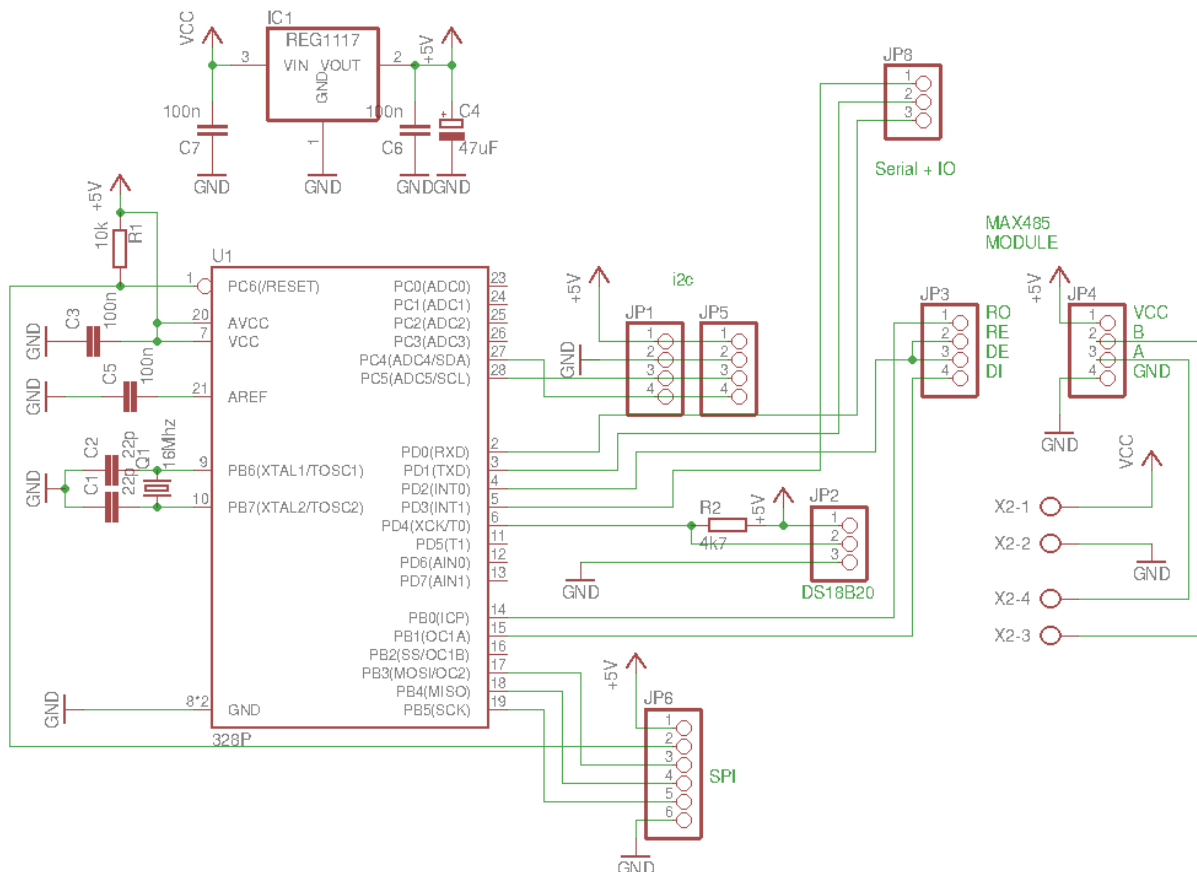 IC1
VCC
REG1117
3
VIN VOUT
2
GND
+5V
1
100n
C7
GND
GND
100n
C6
GND
C4
+
47uF
GND
JP8
1
2
3
Serial + IO
+5V
10k
R1
U1
1
PC6(/RESET)
20
AVCC
7
VCC
21
AREF
9
PB6(XTAL1/TOSC1)
10
PB7(XTAL2/TOSC2)
8*2
GND
328P
GND
C3
100n
GND
C5
100n
GND
C2
22p
C1
22p
Q1
16Mhz
GND
PC0(ADC0)
23
PC1(ADC1)
24
PC2(ADC2)
25
PC3(ADC3)
26
PC4(ADC4/SDA)
27
PC5(ADC5/SCL)
28
PD0(RXD)
2
PD1(TXD)
3
PD2(INT0)
4
PD3(INT1)
5
PD4(XCK/T0)
6
PD5(T1)
11
PD6(AIN0)
12
PD7(AIN1)
13
PB0(ICP)
14
PB1(OC1A)
15
PB2(SS/OC1B)
16
PB3(MOSI/OC2)
17
PB4(MISO)
18
PB5(SCK)
19
i2c
+5V
GND
JP1
1
2
3
4
JP5
1
2
3
4
MAX485
MODULE
JP3
1
2
3
4
RO
RE
DE
DI
+5V
JP4
1
2
3
4
VCC
B
A
GND
GND
R2
4k7
+5V
JP2
1
2
3
GND
DS18B20
VCC
X2-1
X2-2
GND
X2-4
X2-3
+5V
JP6
1
2
3
4
5
6
SPI
GND